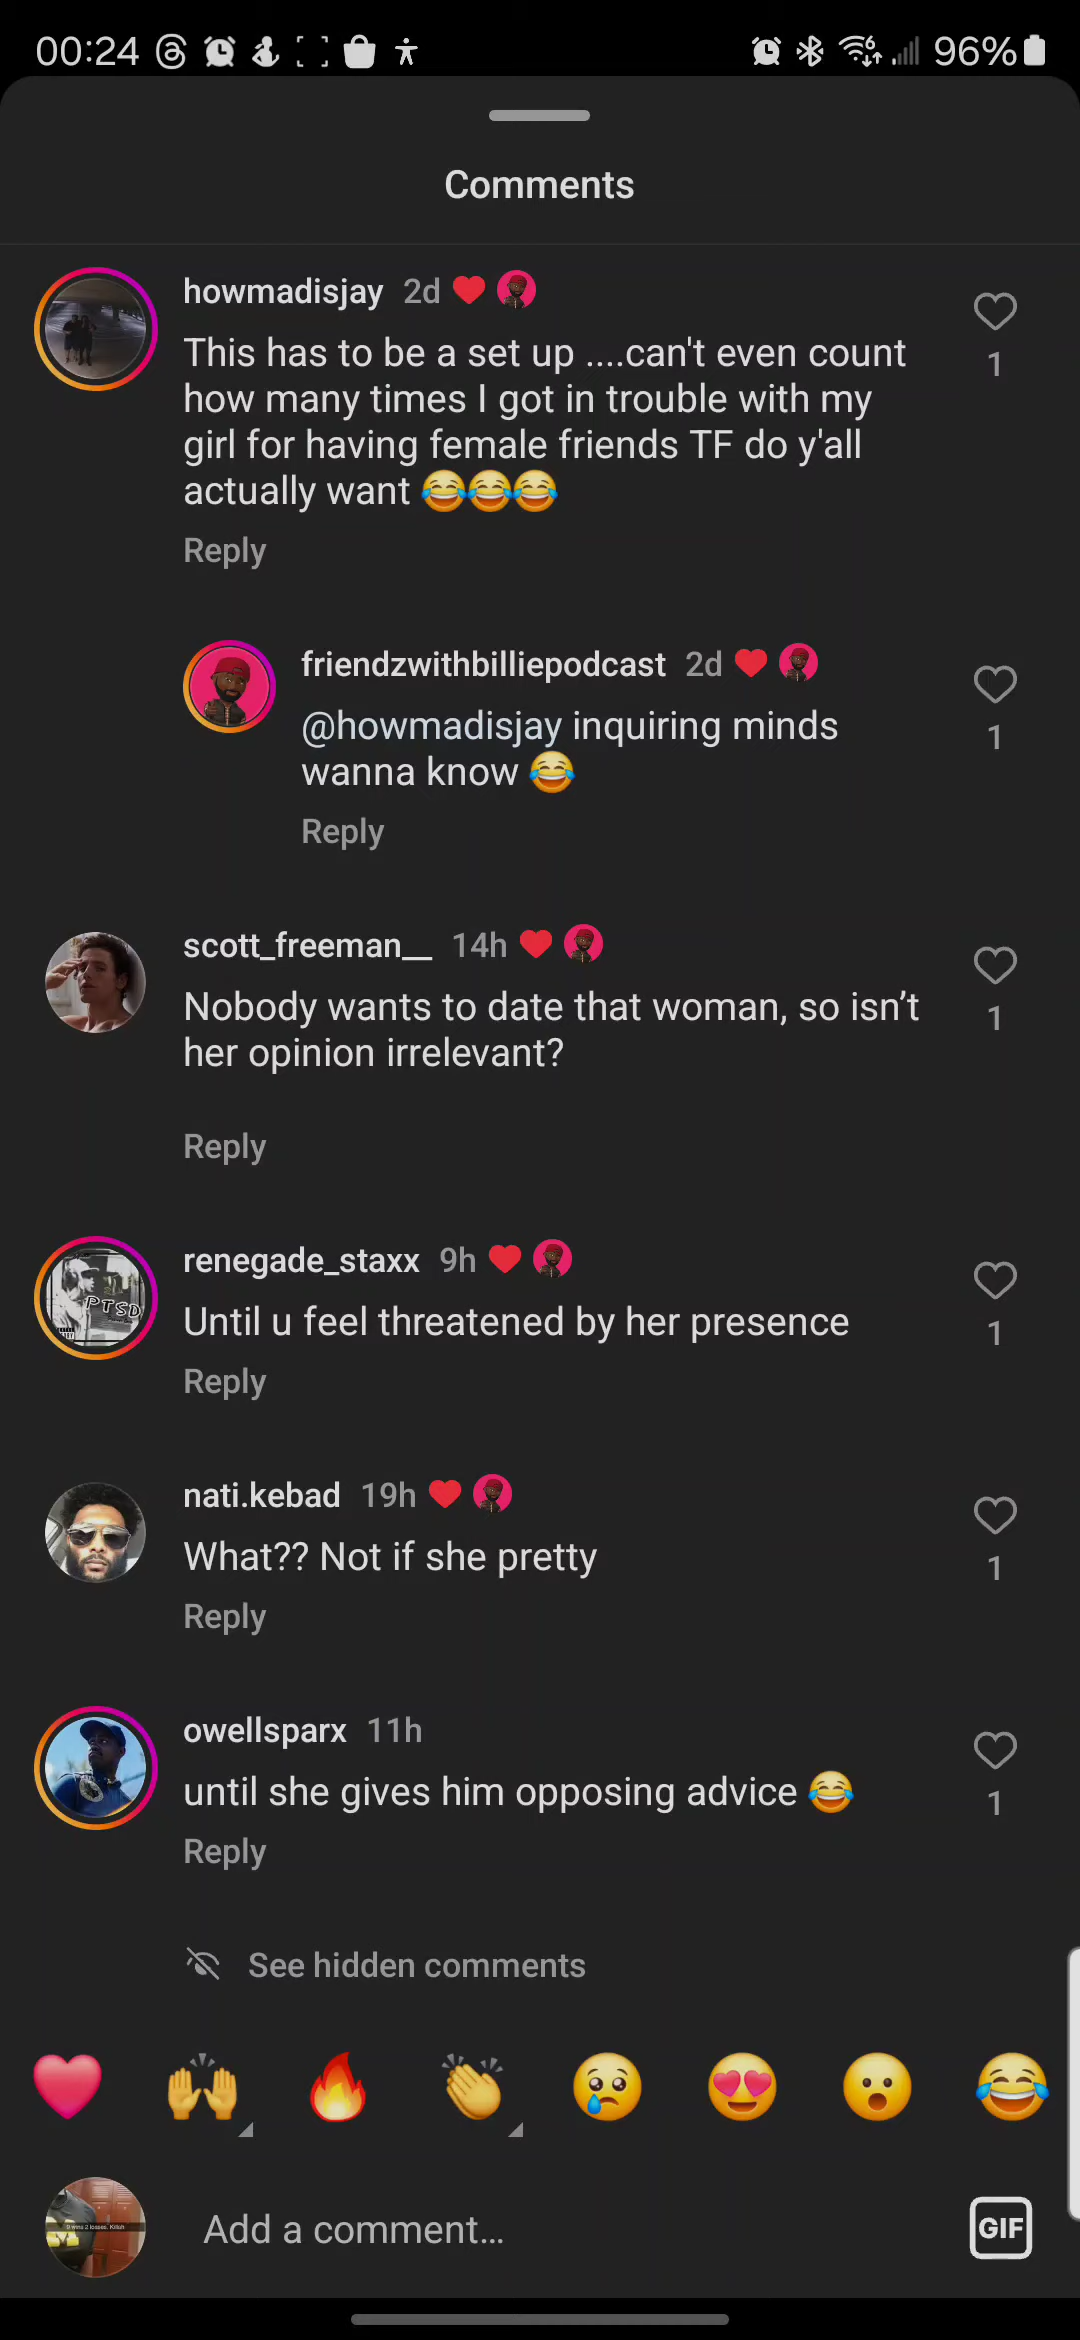 00:24
96%
Comments
howmadisjay 2d
This has to be a set up ....can't even count
how many times I got in trouble with my
girl for having female friends TF do y'all
actually want 😂😂😂
1
Reply
friendzwithbilliepodcast 2d
@howmadisjay inquiring minds
wanna know 😂
1
Reply
scott_freeman__ 14h
Nobody wants to date that woman, so isn’t
her opinion irrelevant?
1
Reply
renegade_staxx 9h
Until u feel threatened by her presence
1
Reply
PTSD
nati.kebad 19h
What?? Not if she pretty
1
Reply
owellsparx 11h
until she gives him opposing advice 😂
1
Reply
See hidden comments
Add a comment...
GIF